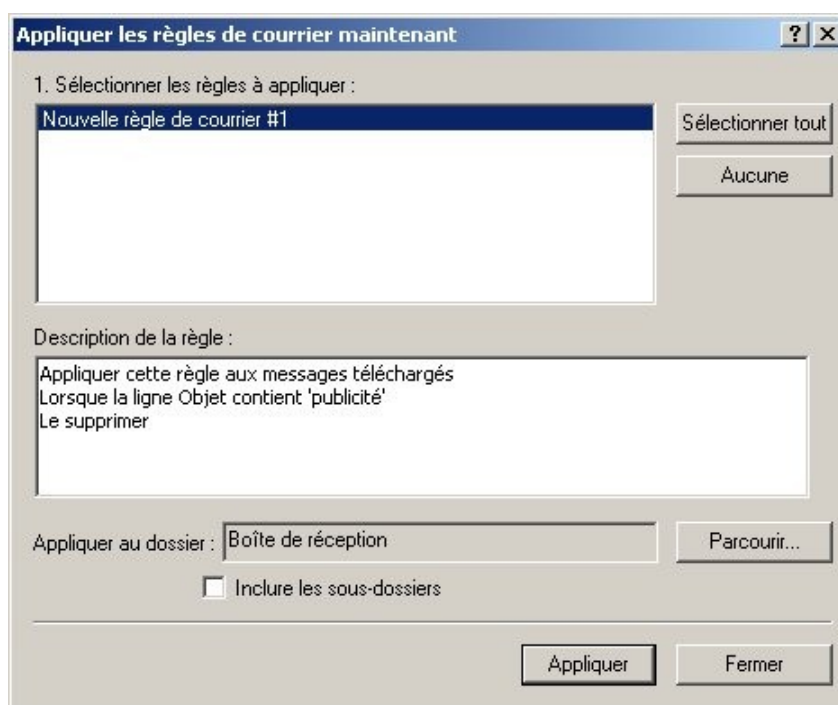 Appliquer les règles de courrier maintenant
1. Sélectionner les règles à appliquer :
Nouvelle règle de courrier #1
Sélectionner tout
Aucune
Description de la règle :
Appliquer cette règle aux messages téléchargés
Lorsque la ligne Objet contient 'publicité'
Le supprimer
Appliquer au dossier : Boîte de réception
Parcourir...
Inclure les sous-dossiers
Appliquer
Fermer